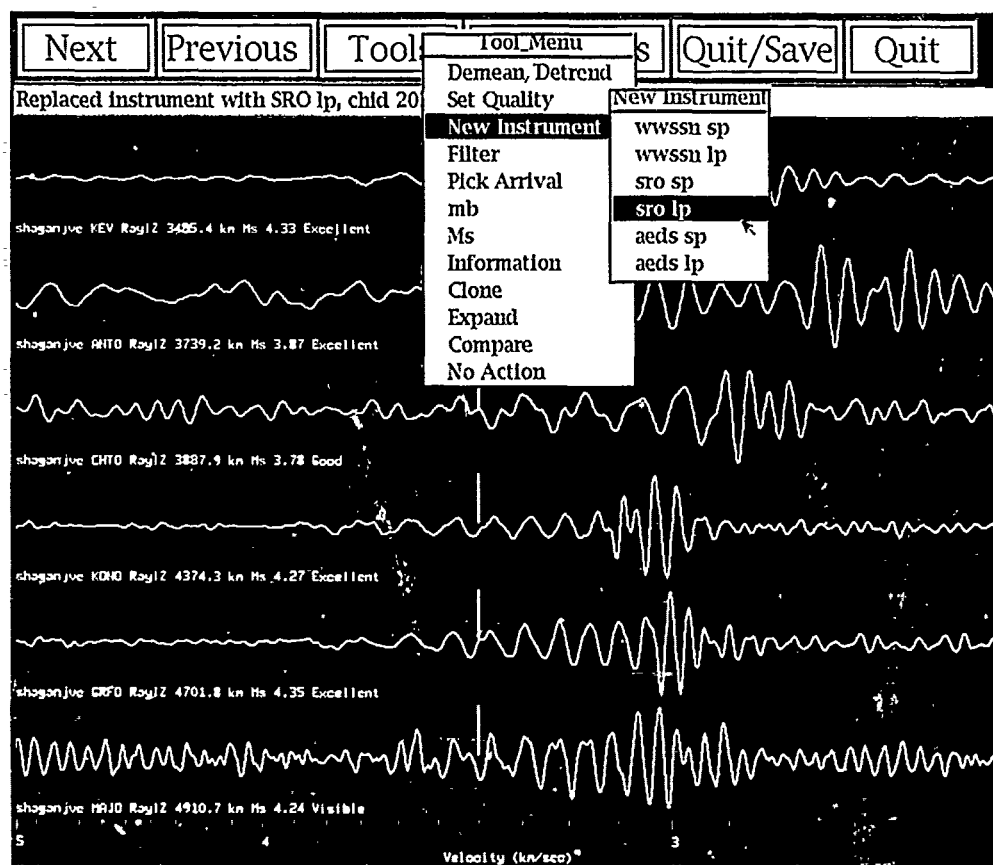 Next Previous Tool s Quit/Save Quit
Replaced instrument with SRO lp, chid 20
Tool_Menu
Demean, Detrend
Set Quality
New Instrument
Filter
Pick Arrival
mb
Ms
Information
Clone
Expand
Compare
No Action
New Instrument
wwssn sp
wwssn lp
sro sp
sro lp
aeds sp
aeds lp
shaganjve KEV RaylZ 3485.4 km Ms 4.33 Excellent
shaganjve ANTO RaylZ 3739.2 km Ms 3.87 Excellent
shaganjve CHTO RaylZ 3887.9 km Ms 3.78 Good
shaganjve KONO RaylZ 4374.3 km Ms 4.27 Excellent
shaganjve GRFO RaylZ 4701.8 km Ms 4.35 Excellent
shaganjve MAJO RaylZ 4910.7 km Ms 4.24 Visible
5 4 3
Velocity (km/sec)